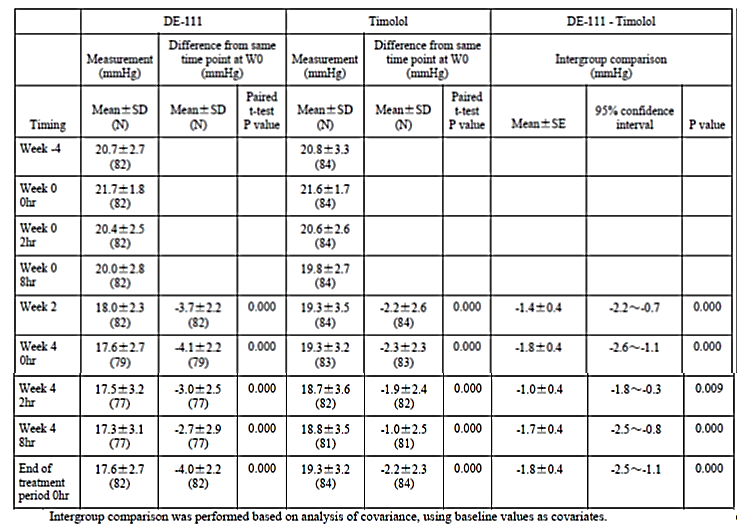 DE-111 Timolol DE-111 - Timolol
Measurement (mmHg) Difference from same time point at W0 (mmHg) Measurement (mmHg) Difference from same time point at W0 (mmHg) Intergroup comparison (mmHg)
Timing Mean±SD (N) Mean±SD (N) Paired t-test P value Mean±SD (N) Mean±SD (N) Paired t-test P value Mean±SE 95% confidence interval P value
Week -4 20.7±2.7 (82) 20.8±3.3 (84)
Week 0 0hr 21.7±1.8 (82) 21.6±1.7 (84)
Week 0 2hr 20.4±2.5 (82) 20.6±2.6 (84)
Week 0 8hr 20.0±2.8 (82) 19.8±2.7 (84)
Week 2 18.0±2.3 (82) -3.7±2.2 (82) 0.000 19.3±3.5 (84) -2.2±2.6 (84) 0.000 -1.4±0.4 -2.2~-0.7 0.000
Week 4 0hr 17.6±2.7 (79) -4.1±2.2 (79) 0.000 19.3±3.2 (83) -2.3±2.3 (83) 0.000 -1.8±0.4 -2.6~-1.1 0.000
Week 4 2hr 17.5±3.2 (77) -3.0±2.5 (77) 0.000 18.7±3.6 (82) -1.9±2.4 (82) 0.000 -1.0±0.4 -1.8~-0.3 0.009
Week 4 8hr 17.3±3.1 (77) -2.7±2.9 (77) 0.000 18.8±3.5 (81) -1.0±2.5 (81) 0.000 -1.7±0.4 -2.5~-0.8 0.000
End of treatment period 0hr 17.6±2.7 (82) -4.0±2.2 (82) 0.000 19.3±3.2 (84) -2.2±2.3 (84) 0.000 -1.8±0.4 -2.5~-1.1 0.000
Intergroup comparison was performed based on analysis of covariance, using baseline values as covariates.